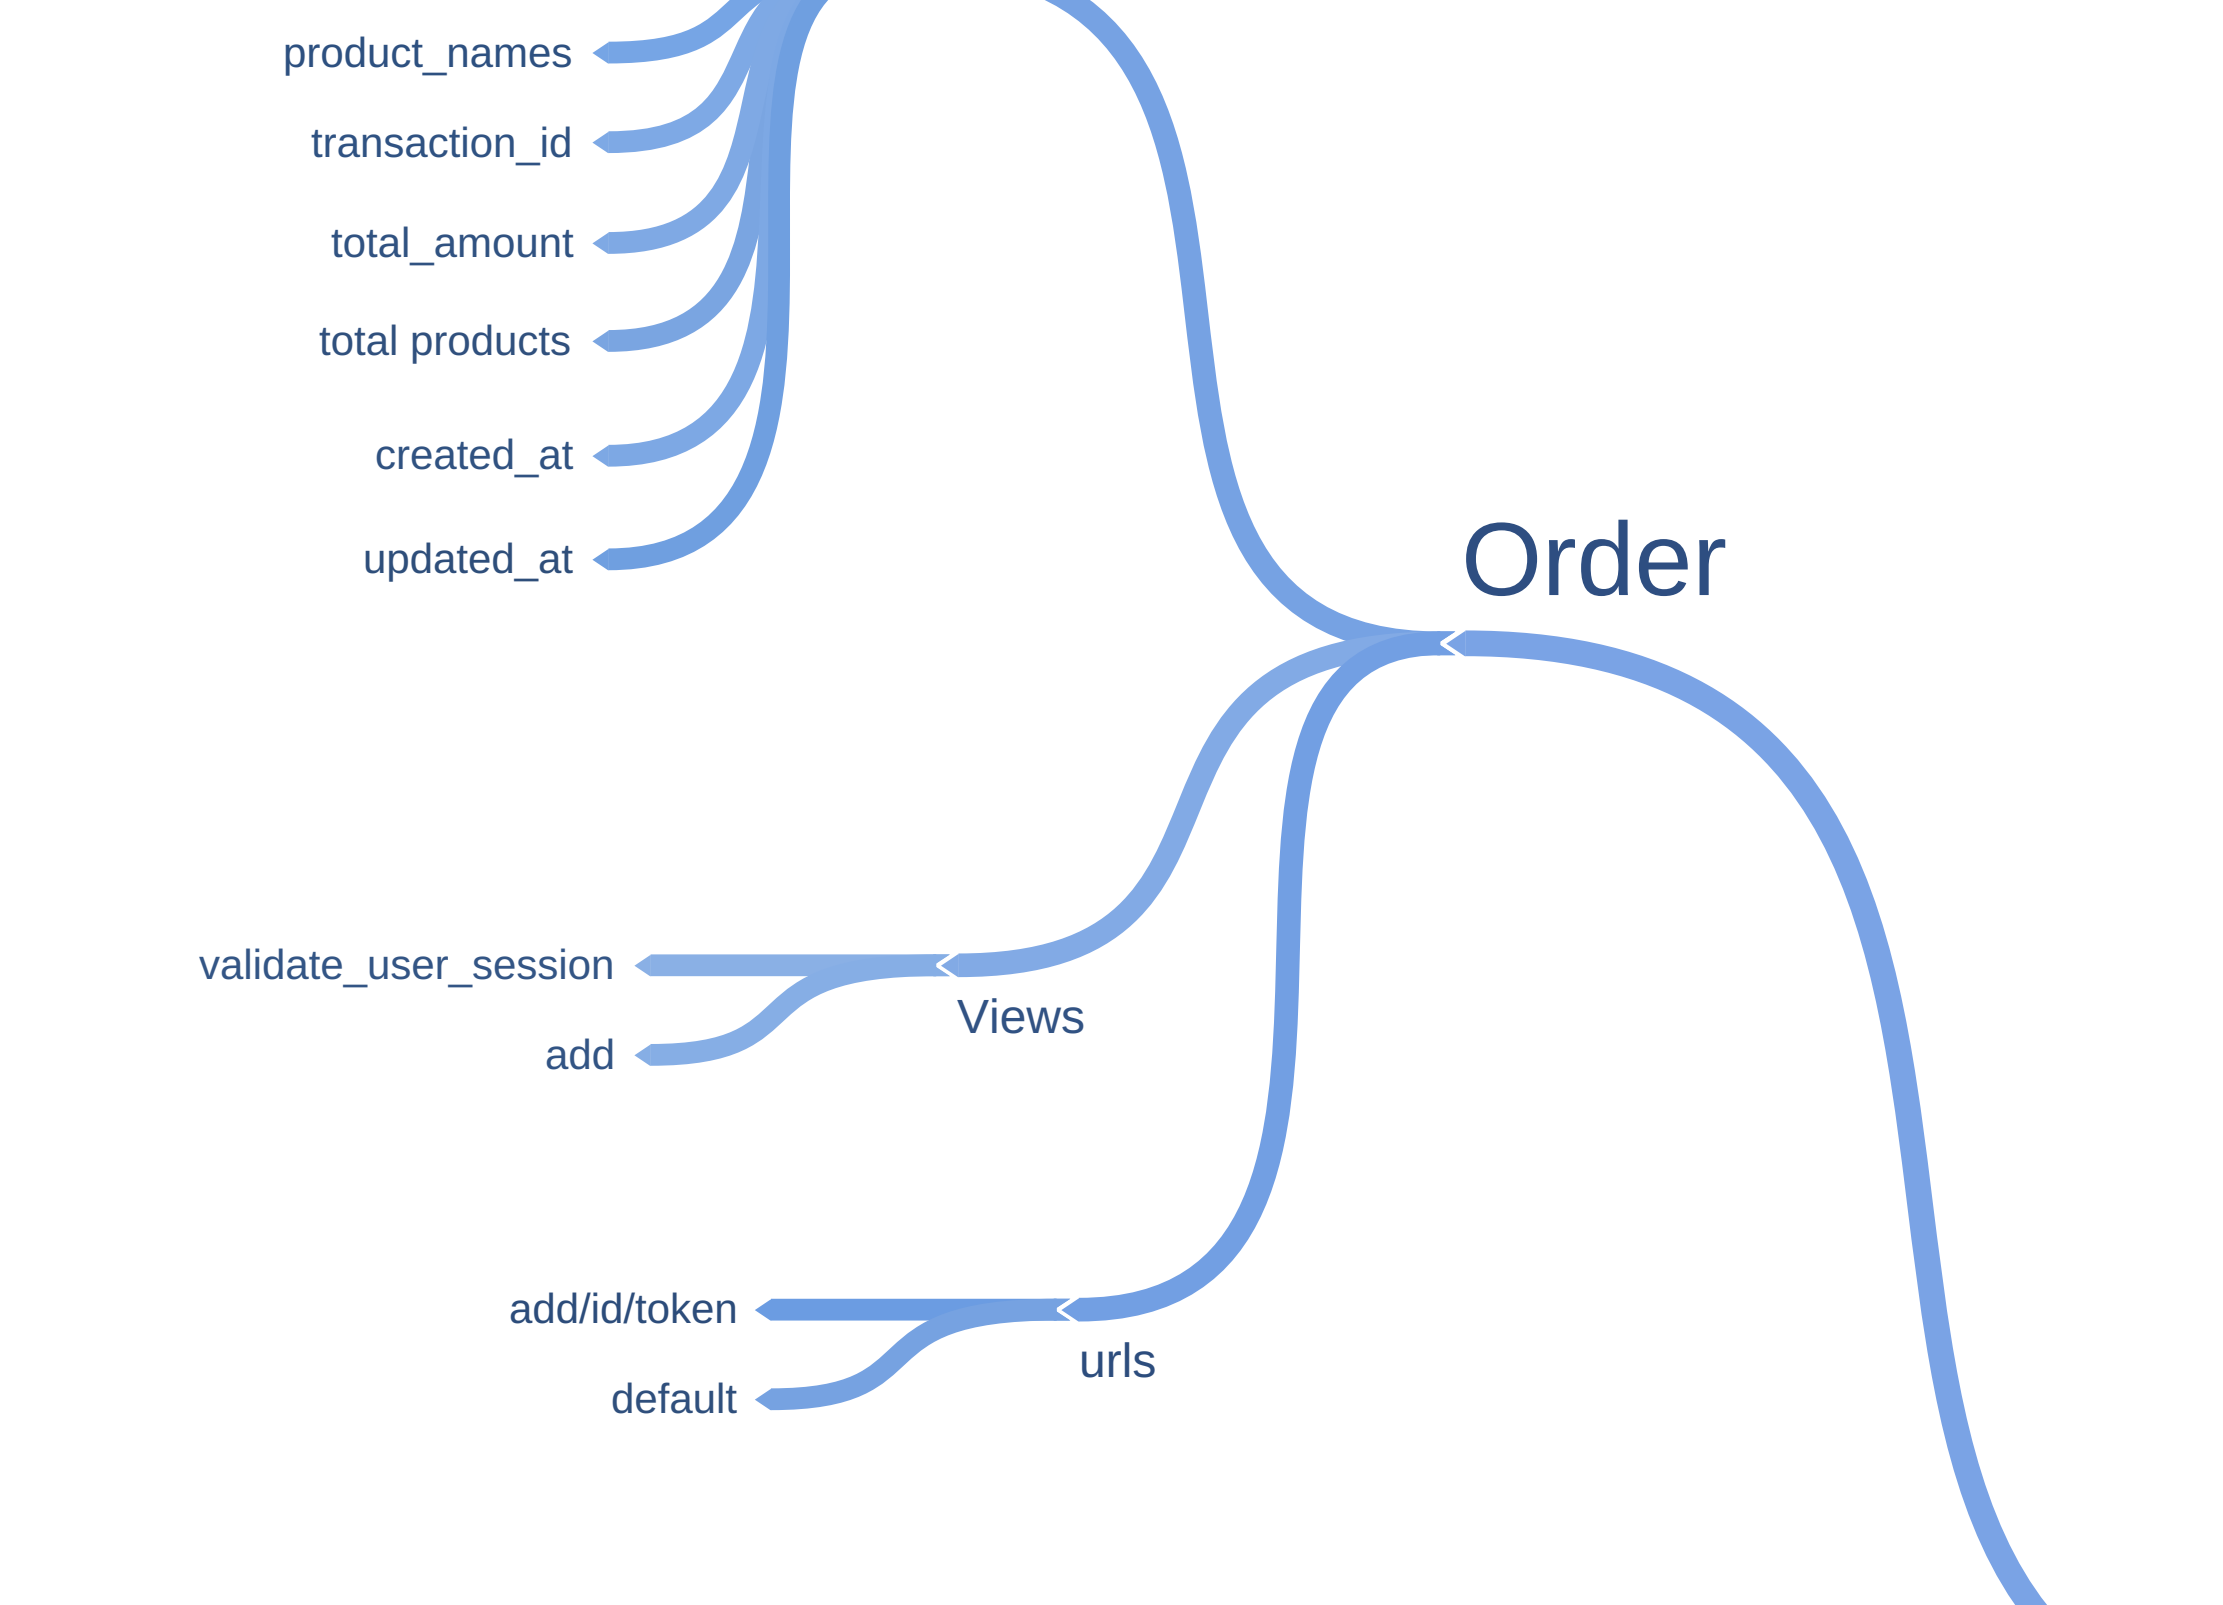 product_names
transaction_id
total_amount
total products
created_at
updated_at
Order
validate_user_session
add
Views
add/id/token
default
urls